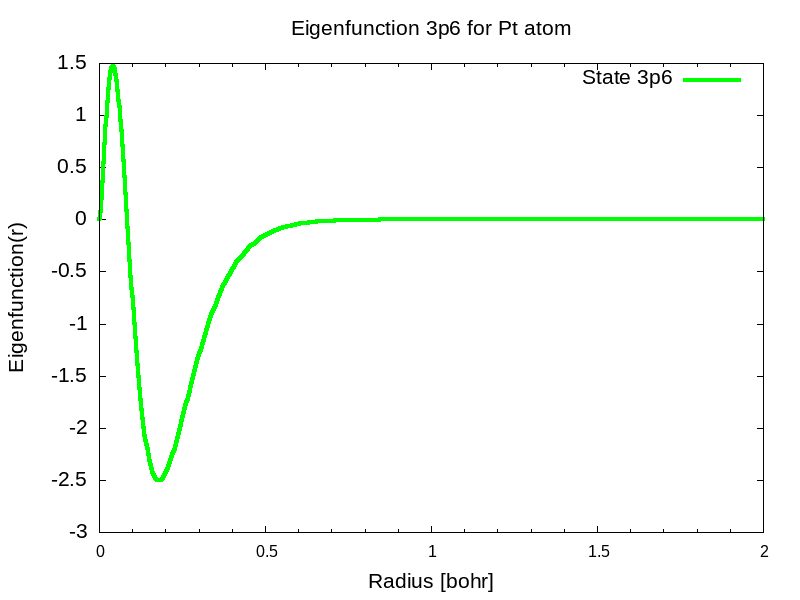 Eigenfunction 3p6 for Pt atom
State 3p6
1.5
1
0.5
0
-0.5
-1
-1.5
-2
-2.5
-3
Eigenfunction(r)
0 0.5 1 1.5 2
Radius [bohr]